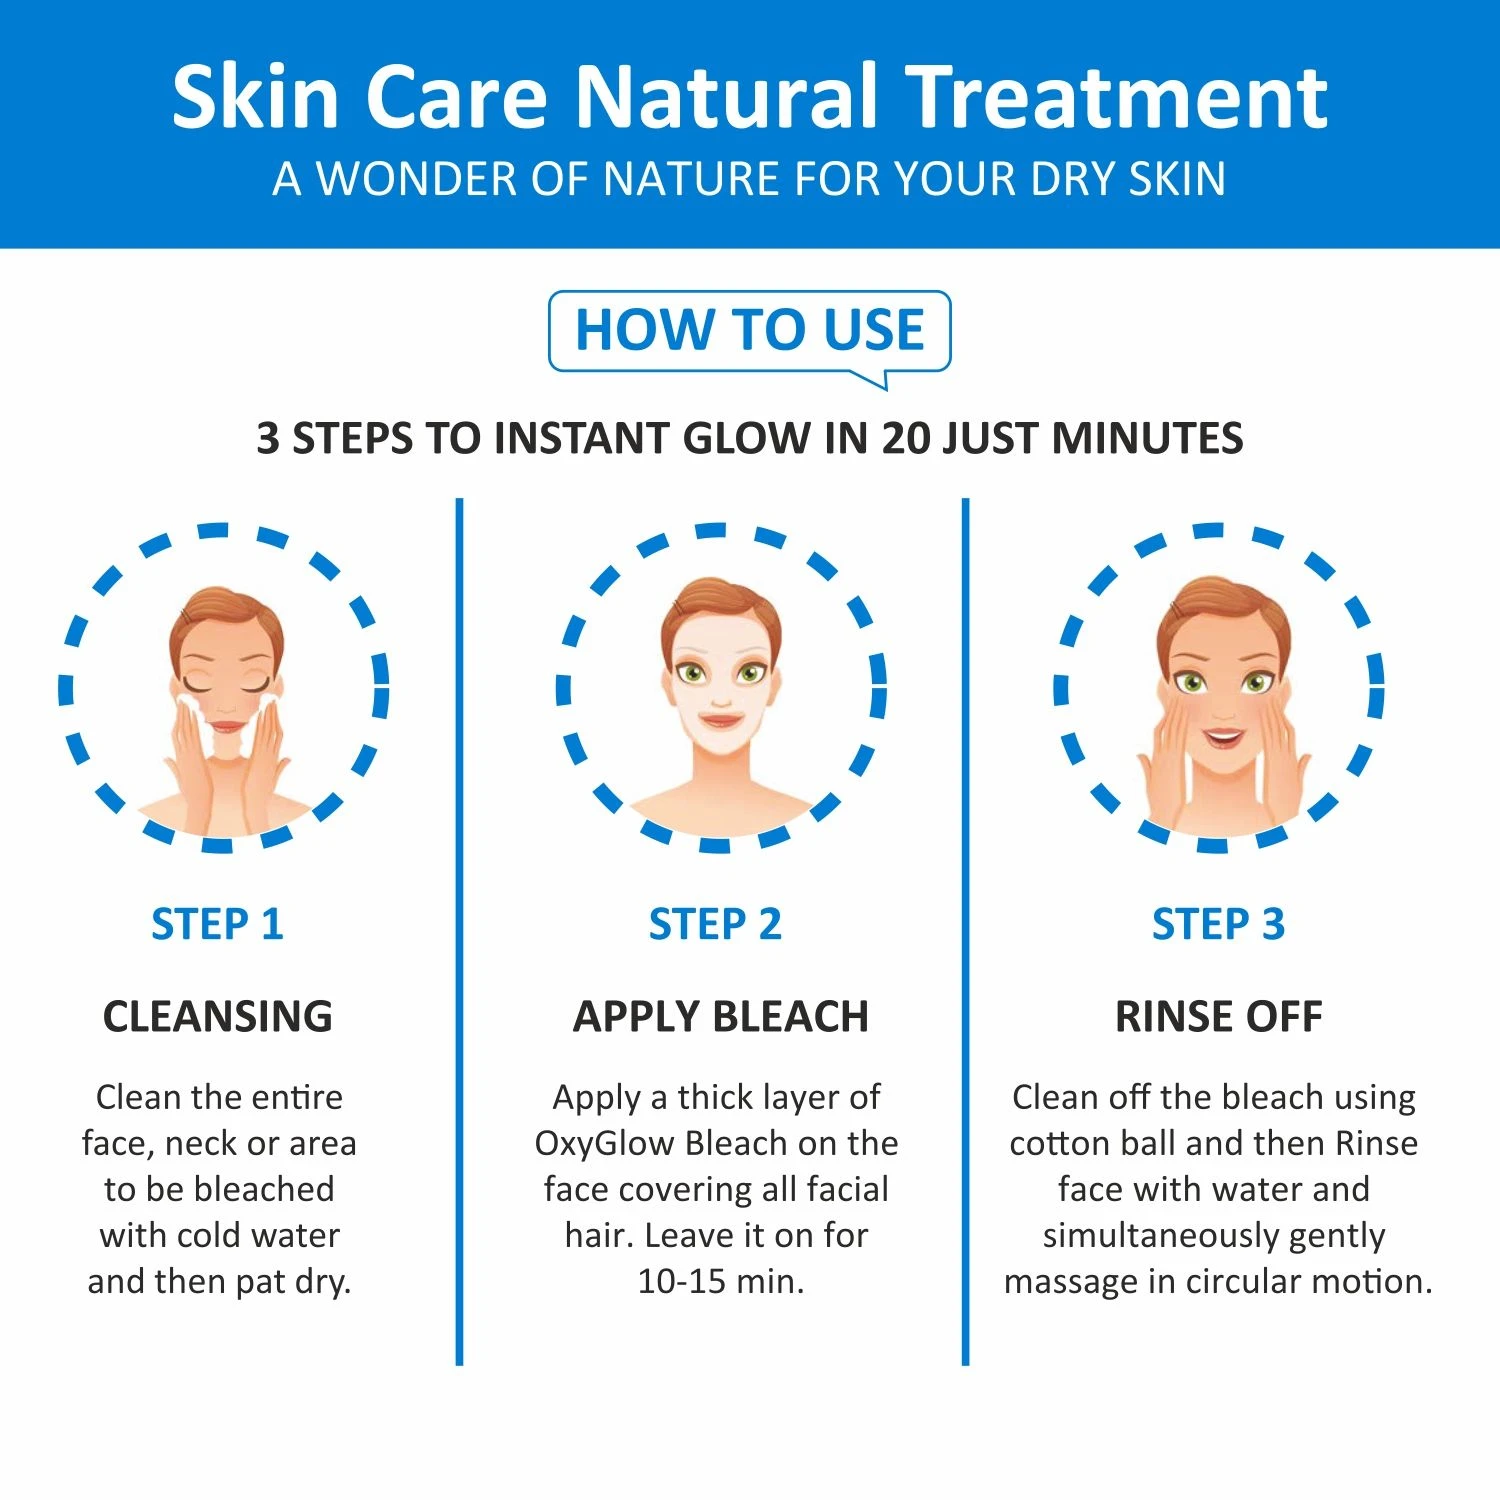 Skin Care Natural Treatment
A WONDER OF NATURE FOR YOUR DRY SKIN
HOW TO USE
3 STEPS TO INSTANT GLOW IN 20 JUST MINUTES
STEP 1
CLEANSING
Clean the entire
face, neck or area
to be bleached
with cold water
and then pat dry.
STEP 2
APPLY BLEACH
Apply a thick layer of
OxyGlow Bleach on the
face covering all facial
hair. Leave it on for
10-15 min.
STEP 3
RINSE OFF
Clean off the bleach using
cotton ball and then Rinse
face with water and
simultaneously gently
massage in circular motion.